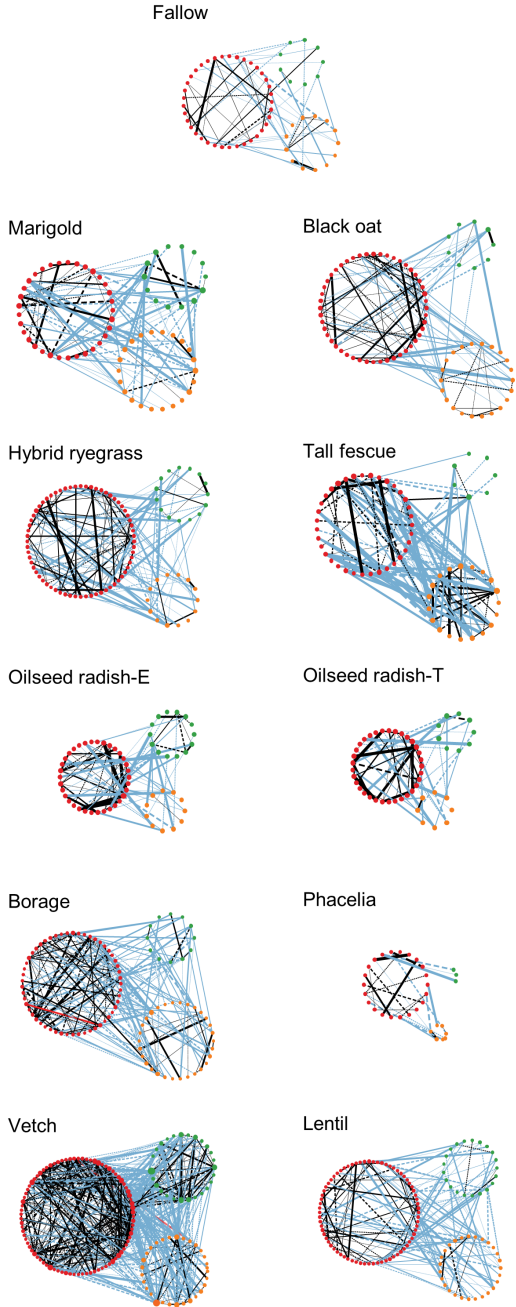 Fallow
Marigold
Black oat
Hybrid ryegrass
Tall fescue
Oilseed radish-E
Oilseed radish-T
Borage
Phacelia
Vetch
Lentil